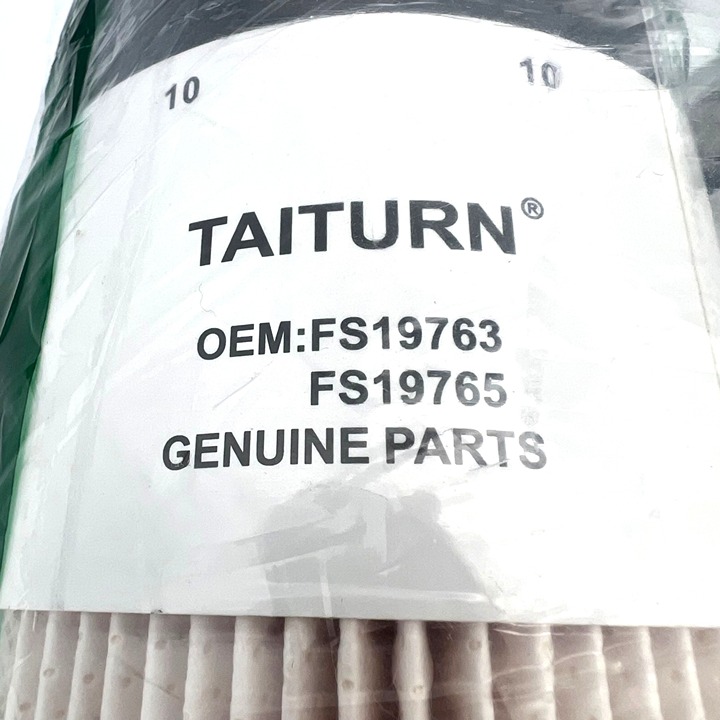 10 10
TAITURN®
OEM:FS19763
FS19765
GENUINE PARTS